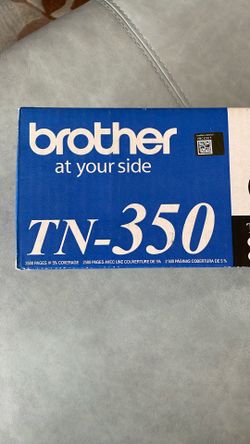 brother
at your side
TN-350
2500 PAGES @ 5% COVERAGE 2500 PAGES AVEC UNE COUVERTURE DE 5% 2 500 PAGINAS COBERTURA DE 5 %